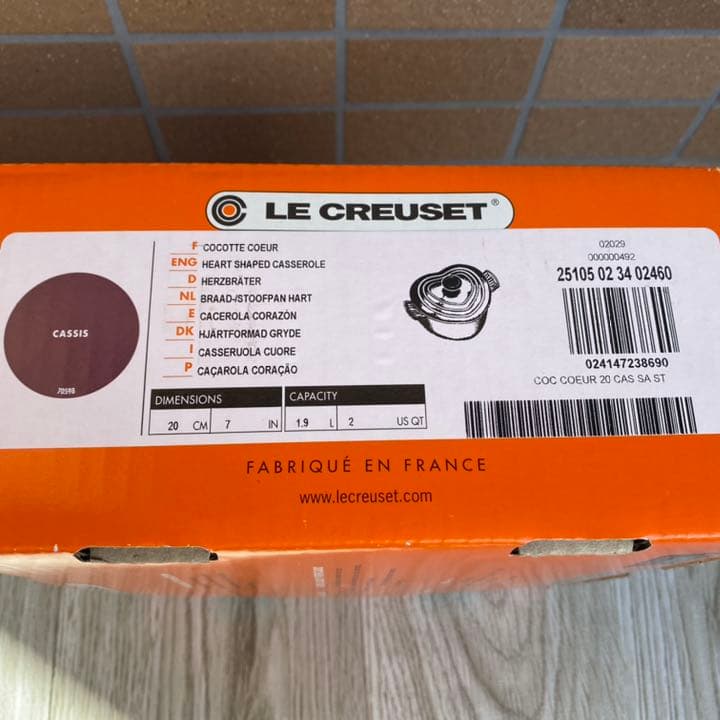 LE CREUSET®
F COCOTTE COEUR
ENG HEART SHAPED CASSEROLE
D HERZBRÄTER
NL BRAAD-/STOOFPAN HART
E CACEROLA CORAZÓN
DK HJÄRTFORMAD GRYDE
I CASSERUOLA CUORE
P CAÇAROLA CORAÇÃO
CASSIS
DIMENSIONS
20 CM 7 IN
CAPACITY
1.9 L 2 US QT
02029
000000492
25105 02 34 02460
024147238690
COC COEUR 20 CAS SA ST
FABRIQUÉ EN FRANCE
www.lecreuset.com